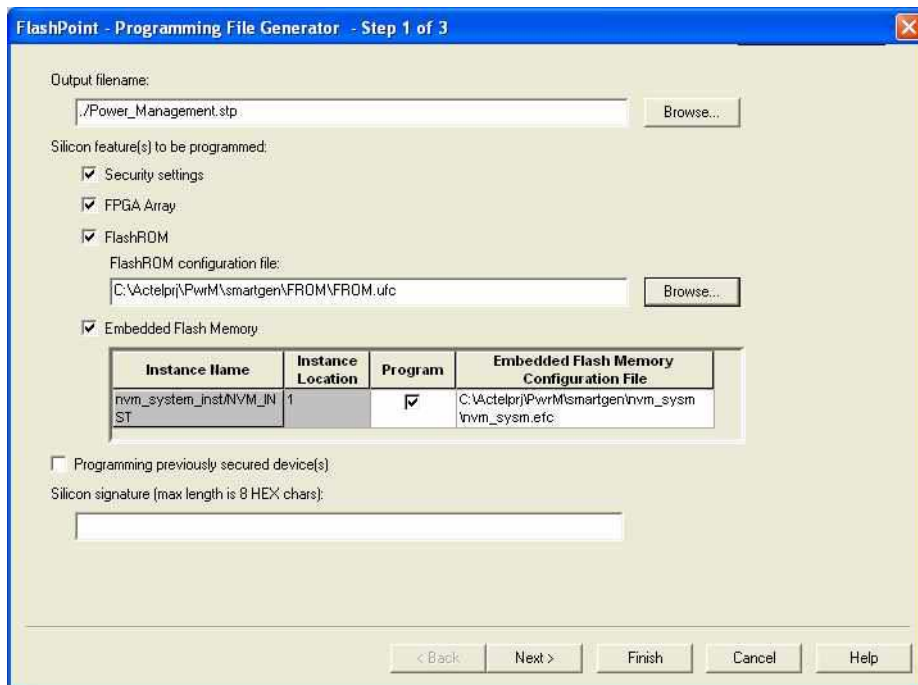 FlashPoint - Programming File Generator - Step 1 of 3
Output filename:
./Power_Management.stp
Browse...
Silicon feature(s) to be programmed:
Security settings
FPGA Array
FlashROM
FlashROM configuration file:
C:\Actelprj\PwrM\smartgen\FROM\FROM.ufc
Browse...
Embedded Flash Memory
Instance Name
Instance
Location
Program
Embedded Flash Memory
Configuration File
nvm_system_inst/NVM_IN
ST
1
C:\Actelprj\PwrM\smartgen\nvm_sysm
\nvm_sysm.efc
Programming previously secured device(s)
Silicon signature (max length is 8 HEX chars):
< Back
Next >
Finish
Cancel
Help